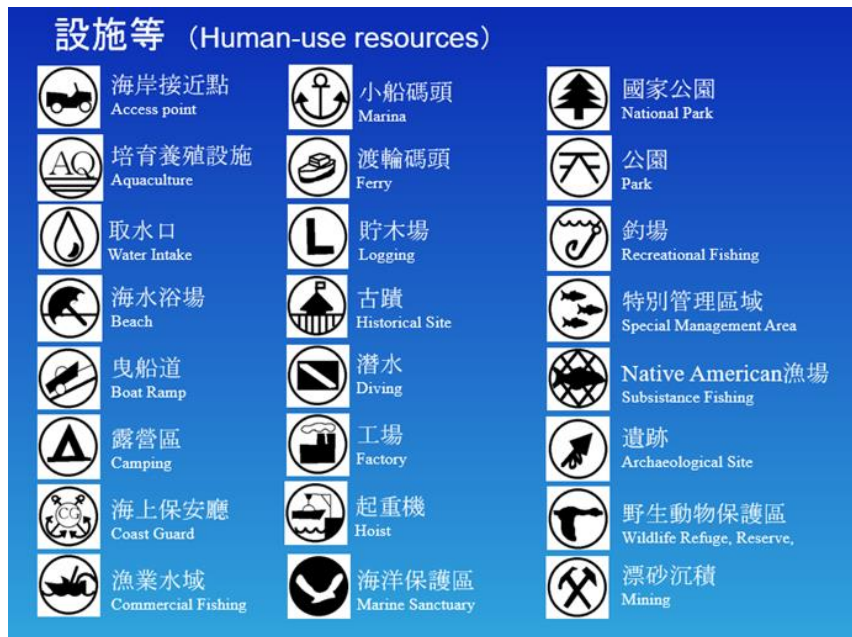 設施等 （Human-use resources）
海岸接近點
Access point
培育養殖設施
Aquaculture
AQ
取水口
Water Intake
海水浴場
Beach
曳船道
Boat Ramp
露營區
Camping
海上保安廳
Coast Guard
CG
漁業水域
Commercial Fishing
小船碼頭
Marina
渡輪碼頭
Ferry
貯木場
Logging
L
古蹟
Historical Site
潛水
Diving
工場
Factory
起重機
Hoist
海洋保護區
Marine Sanctuary
國家公園
National Park
公園
Park
釣場
Recreational Fishing
特別管理區域
Special Management Area
Native American漁場
Subsistance Fishing
遺跡
Archaeological Site
野生動物保護區
Wildlife Refuge, Reserve,
漂砂沉積
Mining